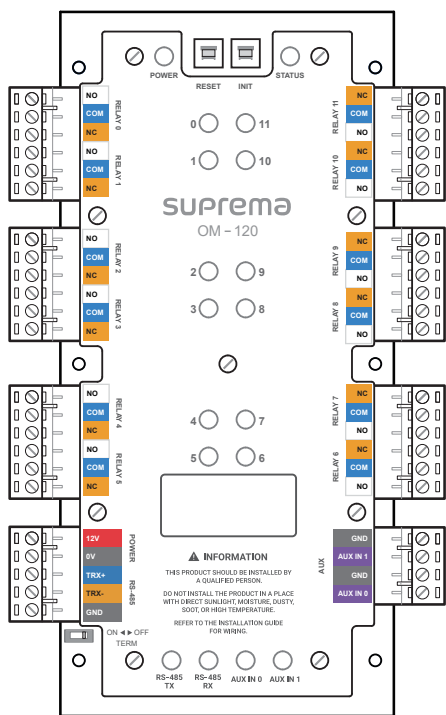 POWER
RESET
INIT
STATUS
NO
COM
NC
RELAY 0
NO
COM
NC
RELAY 1
NC
COM
NO
RELAY 11
NC
COM
NO
RELAY 10
0
11
1
10
suprema
OM - 120
NO
COM
NC
RELAY 2
NO
COM
NC
RELAY 3
NC
COM
NO
RELAY 9
NC
COM
NO
RELAY 8
2
9
3
8
NO
COM
NC
RELAY 4
NO
COM
NC
RELAY 5
NC
COM
NO
RELAY 7
NC
COM
NO
RELAY 6
4
7
5
6
12V
0V
POWER
TRX+
TRX-
GND
RS-485
AUX
GND
AUX IN 1
GND
AUX IN 0
INFORMATION
THIS PRODUCT SHOULD BE INSTALLED BY
A QUALIFIED PERSON.
DO NOT INSTALL THE PRODUCT IN A PLACE
WITH DIRECT SUNLIGHT, MOISTURE, DUSTY,
SOOT, OR HIGH TEMPERATURE.
REFER TO THE INSTALLATION GUIDE
FOR WIRING.
ON ◄ ► OFF
TERM
RS-485
TX
RS-485
RX
AUX IN 0
AUX IN 1